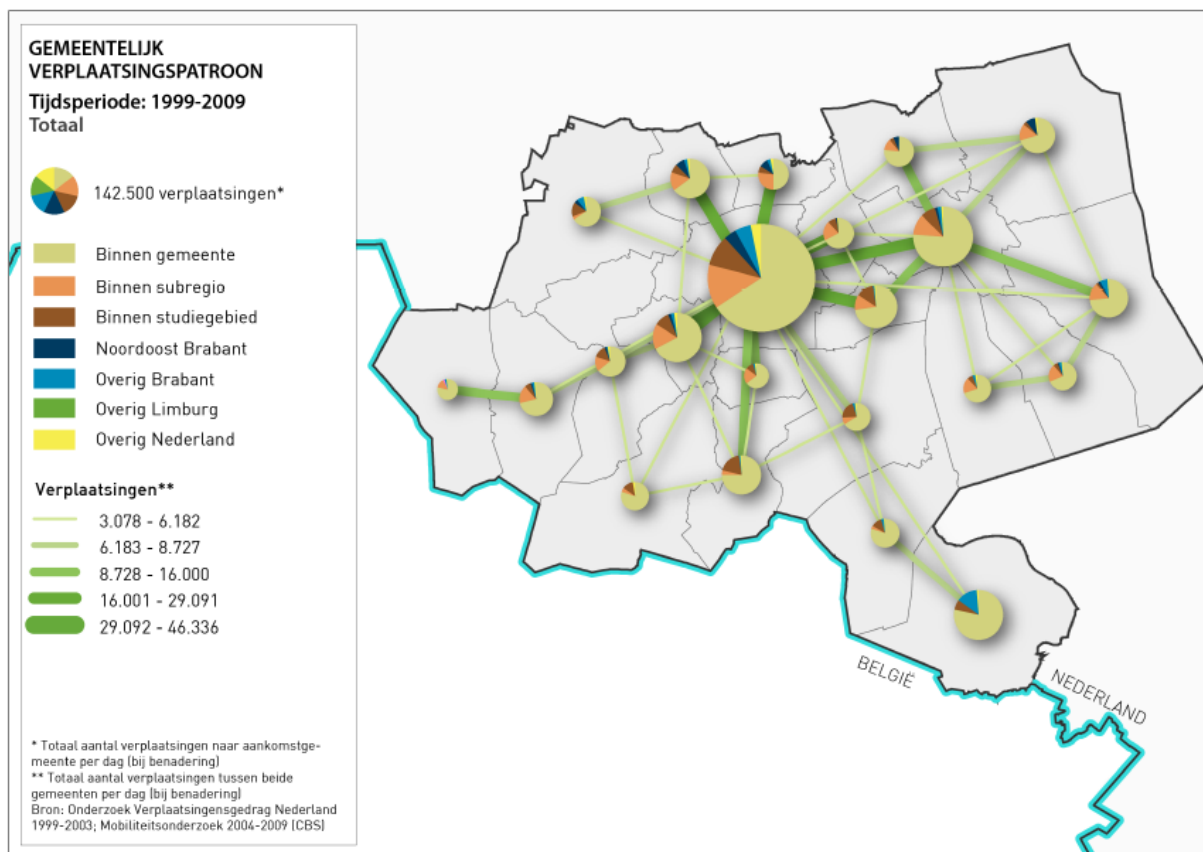 GEMEENTELIJK
VERPLAATSINGSPATROON
Tijdsperiode: 1999-2009
Totaal
142.500 verplaatsingen*
Binnen gemeente
Binnen subregio
Binnen studiegebied
Noordoost Brabant
Overig Brabant
Overig Limburg
Overig Nederland
Verplaatsingen**
3.078 - 6.182
6.183 - 8.727
8.728 - 16.000
16.001 - 29.091
29.092 - 46.336
* Totaal aantal verplaatsingen naar aankomstge-
meente per dag (bij benadering)
** Totaal aantal verplaatsingen tussen beide
gemeenten per dag (bij benadering)
Bron: Onderzoek Verplaatsingensgedrag Nederland
1999-2003; Mobiliteitsonderzoek 2004-2009 (CBS)
BELGIË
NEDERLAND